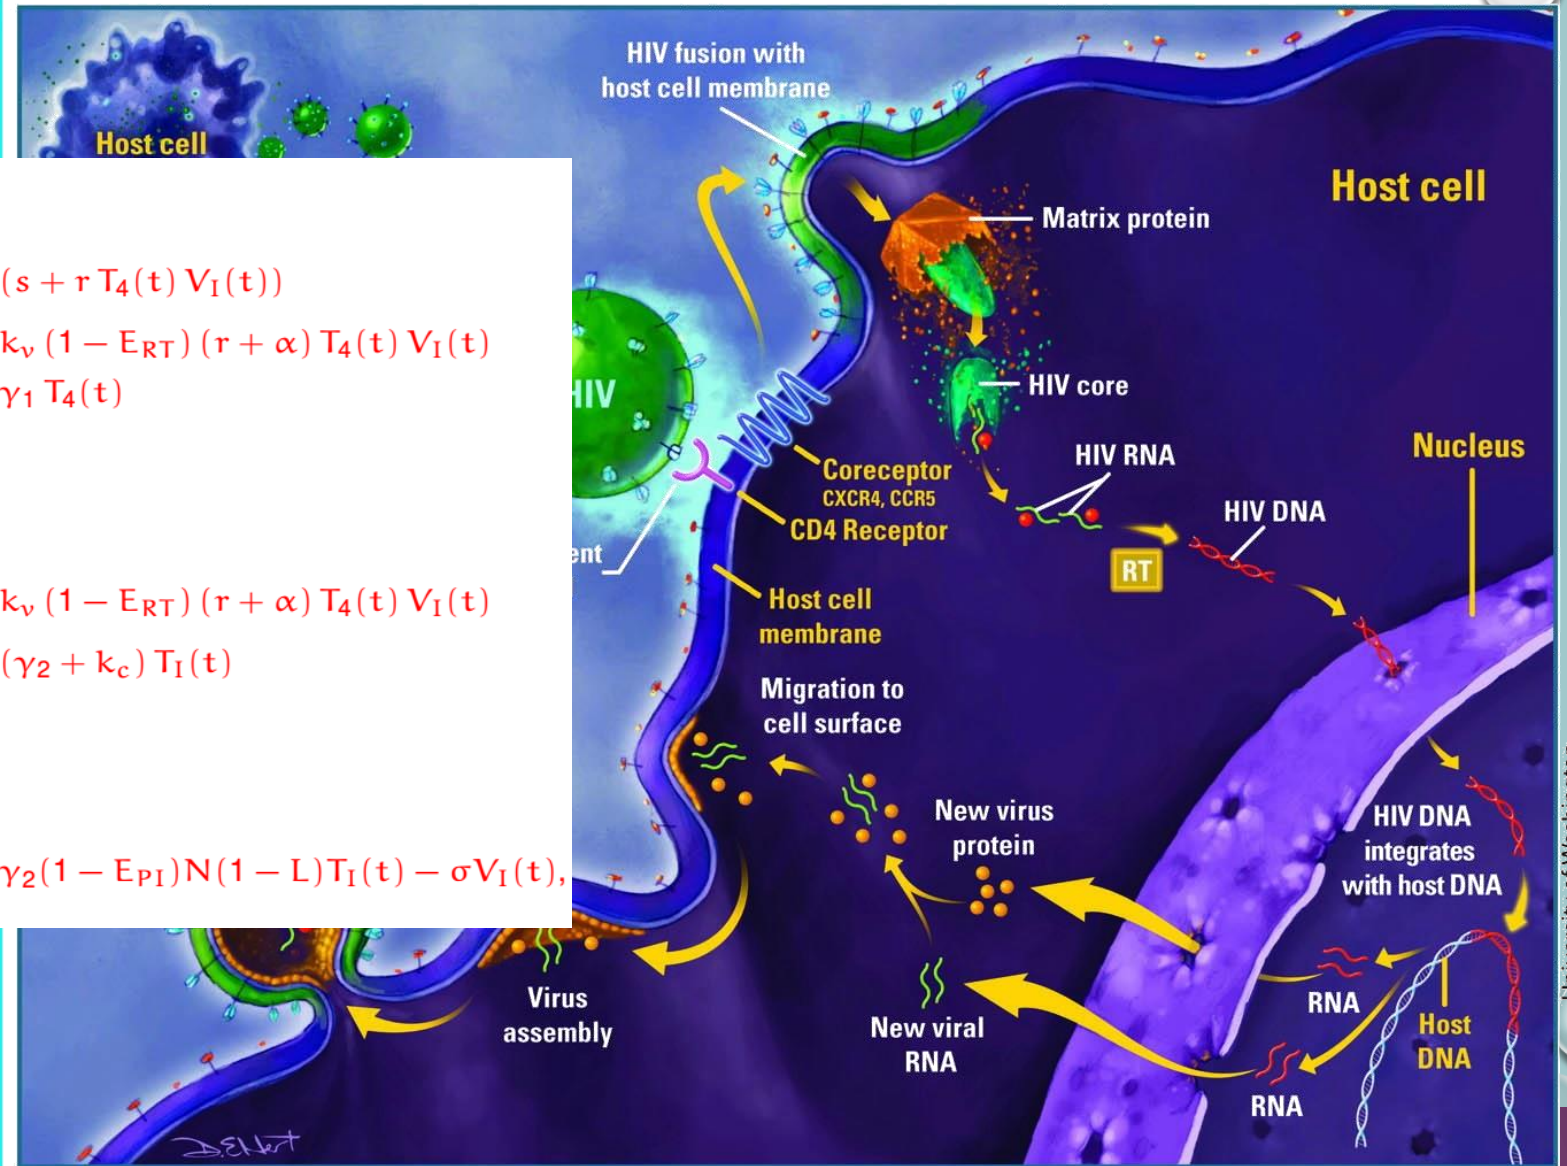 HIV fusion with
host cell membrane
Host cell
Host cell
Matrix protein
(s + r T₄(t) V_I(t))
k_v (1 − E_RT) (r + α) T₄(t) V_I(t)
γ₁ T₄(t)
HIV
HIV core
Coreceptor
CXCR4, CCR5
CD4 Receptor
HIV RNA
Nucleus
HIV DNA
RT
ent
Host cell
membrane
k_v (1 − E_RT) (r + α) T₄(t) V_I(t)
(γ₂ + k_c) T_I(t)
Migration to
cell surface
New virus
protein
HIV DNA
integrates
with host DNA
γ₂(1 − E_PI)N(1 − L)T_I(t) − σV_I(t),
Virus
assembly
New viral
RNA
RNA
Host
DNA
RNA